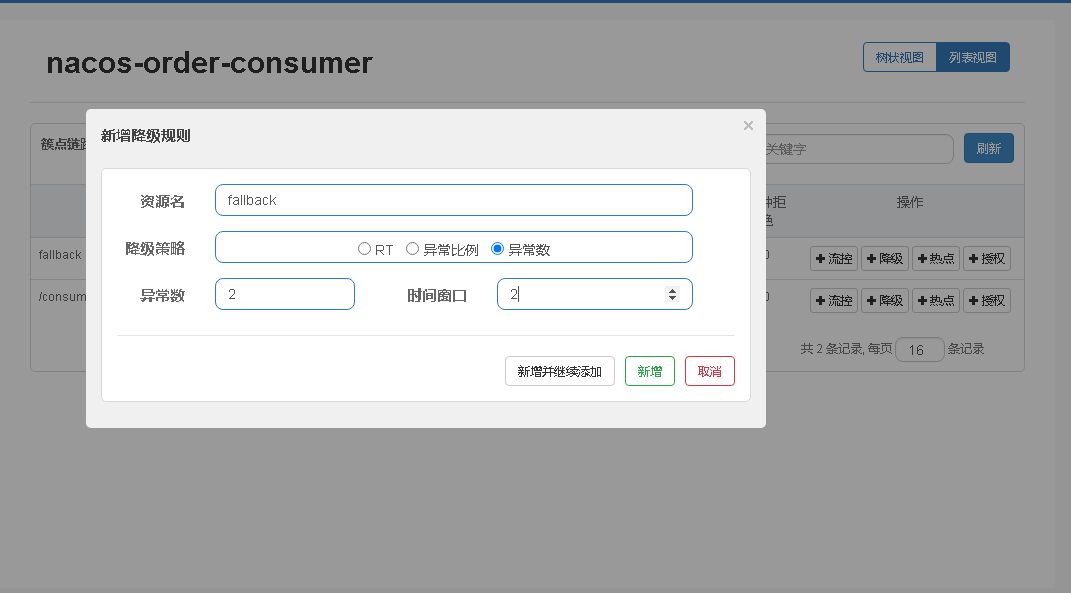 nacos-order-consumer
树状视图 列表视图
新增降级规则 ×
簇点链路
关键字 刷新
资源名 fallback
操作
降级策略 RT 异常比例 异常数
fallback 0 流控 降级 热点 授权
异常数 2 时间窗口 2
/consum 0 流控 降级 热点 授权
共 2 条记录, 每页 16 条记录
新增并继续添加 新增 取消